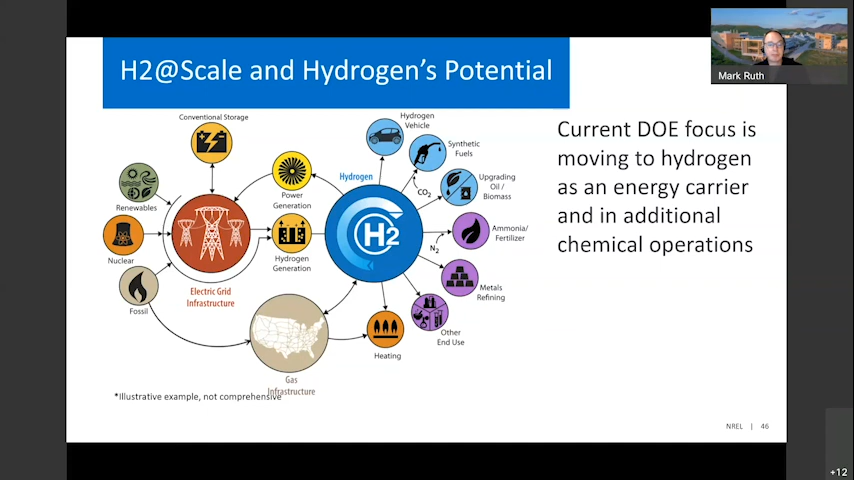 Mark Ruth
H2@Scale and Hydrogen's Potential
Current DOE focus is
moving to hydrogen
as an energy carrier
and in additional
chemical operations
Conventional Storage
Hydrogen
Vehicle
Synthetic
Fuels
Hydrogen
Upgrading
Oil /
Biomass
CO2
Renewables
Power
Generation
H2
Ammonia/
Fertilizer
N2
Nuclear
Hydrogen
Generation
Metals
Refining
Electric Grid
Infrastructure
Fossil
Other
End Use
Heating
Gas
Infrastructure
*Illustrative example, not comprehensive
NREL | 46
+12